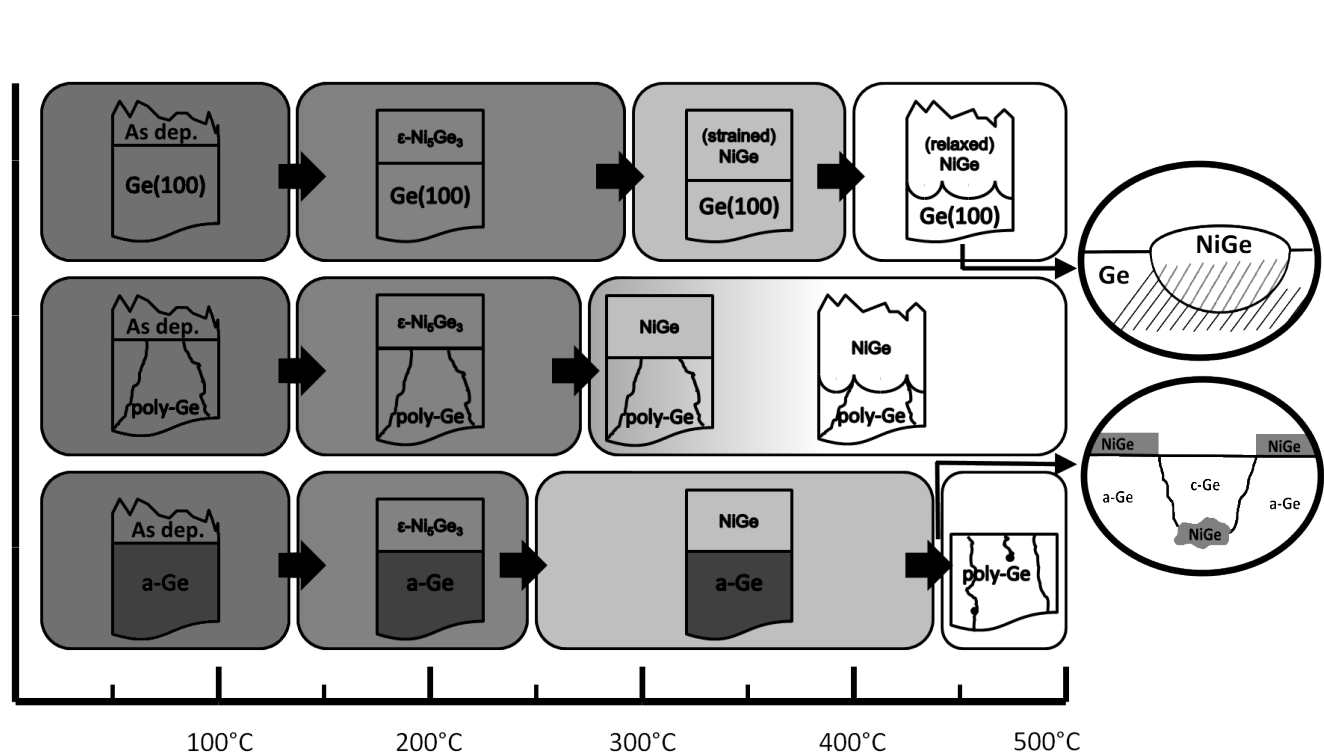 As dep.
Ge(100)
ε-Ni₅Ge₃
Ge(100)
(strained)
NiGe
Ge(100)
(relaxed)
NiGe
Ge(100)
NiGe
Ge
As dep.
poly-Ge
ε-Ni₅Ge₃
poly-Ge
NiGe
poly-Ge
NiGe
poly-Ge
NiGe
NiGe
a-Ge
c-Ge
a-Ge
NiGe
As dep.
a-Ge
ε-Ni₅Ge₃
a-Ge
NiGe
a-Ge
poly-Ge
100°C
200°C
300°C
400°C
500°C